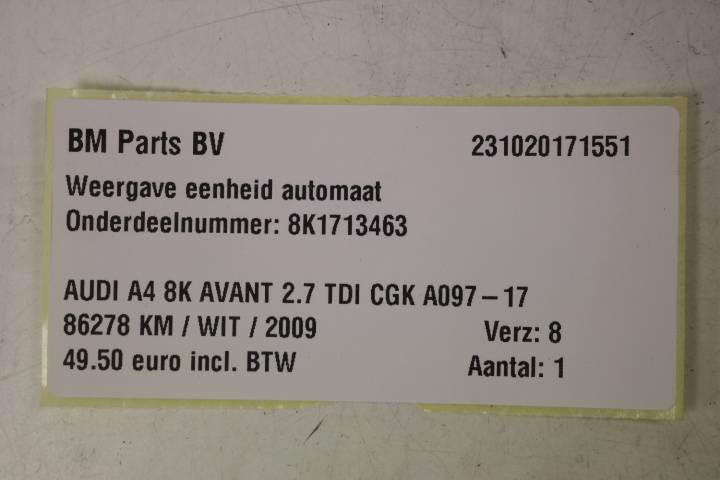 BM Parts BV 231020171551
Weergave eenheid automaat
Onderdeelnummer: 8K1713463
AUDI A4 8K AVANT 2.7 TDI CGK A097-17
86278 KM / WIT / 2009 Verz: 8
49.50 euro incl. BTW Aantal: 1